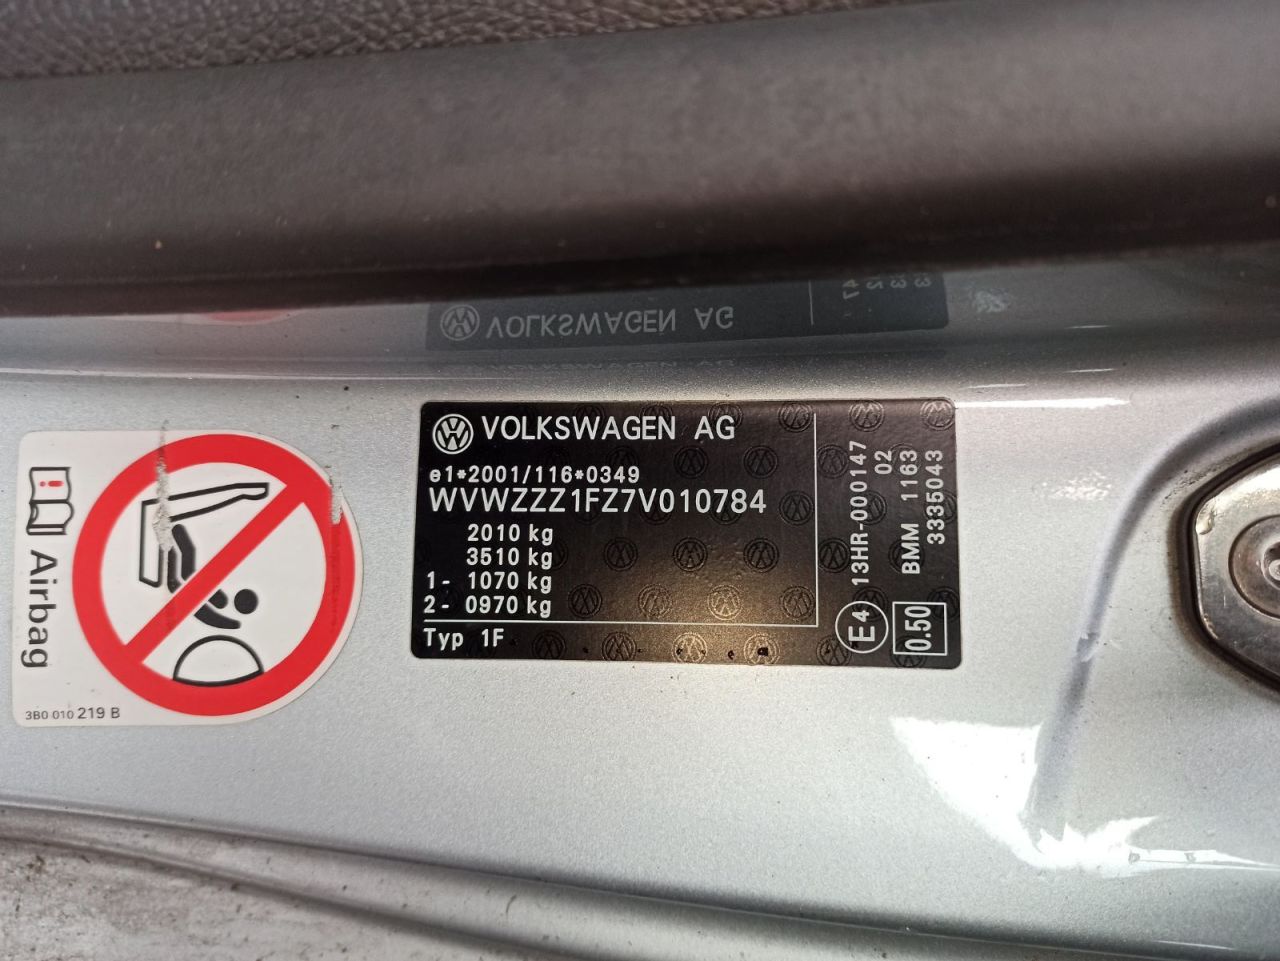 VOLKSWAGEN AG
VOLKSWAGEN AG
e1*2001/116*0349
WVWZZZ1FZ7V010784
2010 kg
3510 kg
1- 1070 kg
2- 0970 kg
Typ 1F
13HR-000147
02
BMM 1163
3335043
E4
0.50
Airbag
3B0 010 219 B